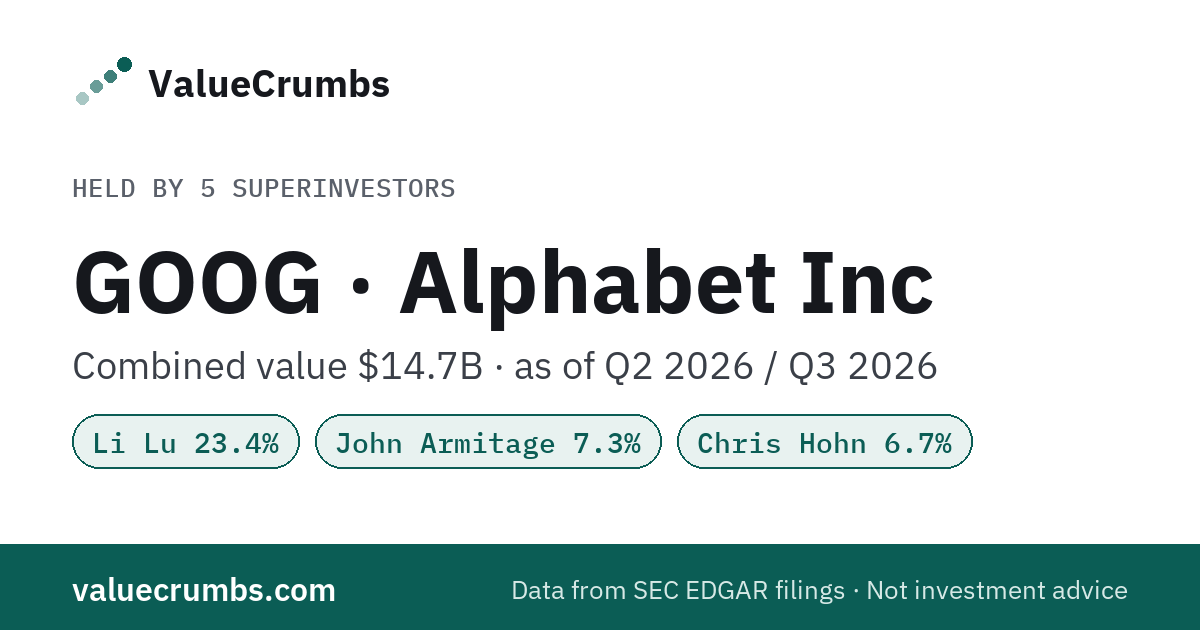 ValueCrumbs
HELD BY 5 SUPERINVESTORS
GOOG · Alphabet Inc
Combined value $14.7B · as of Q2 2026 / Q3 2026
Li Lu 23.4% John Armitage 7.3% Chris Hohn 6.7%
valuecrumbs.com Data from SEC EDGAR filings · Not investment advice